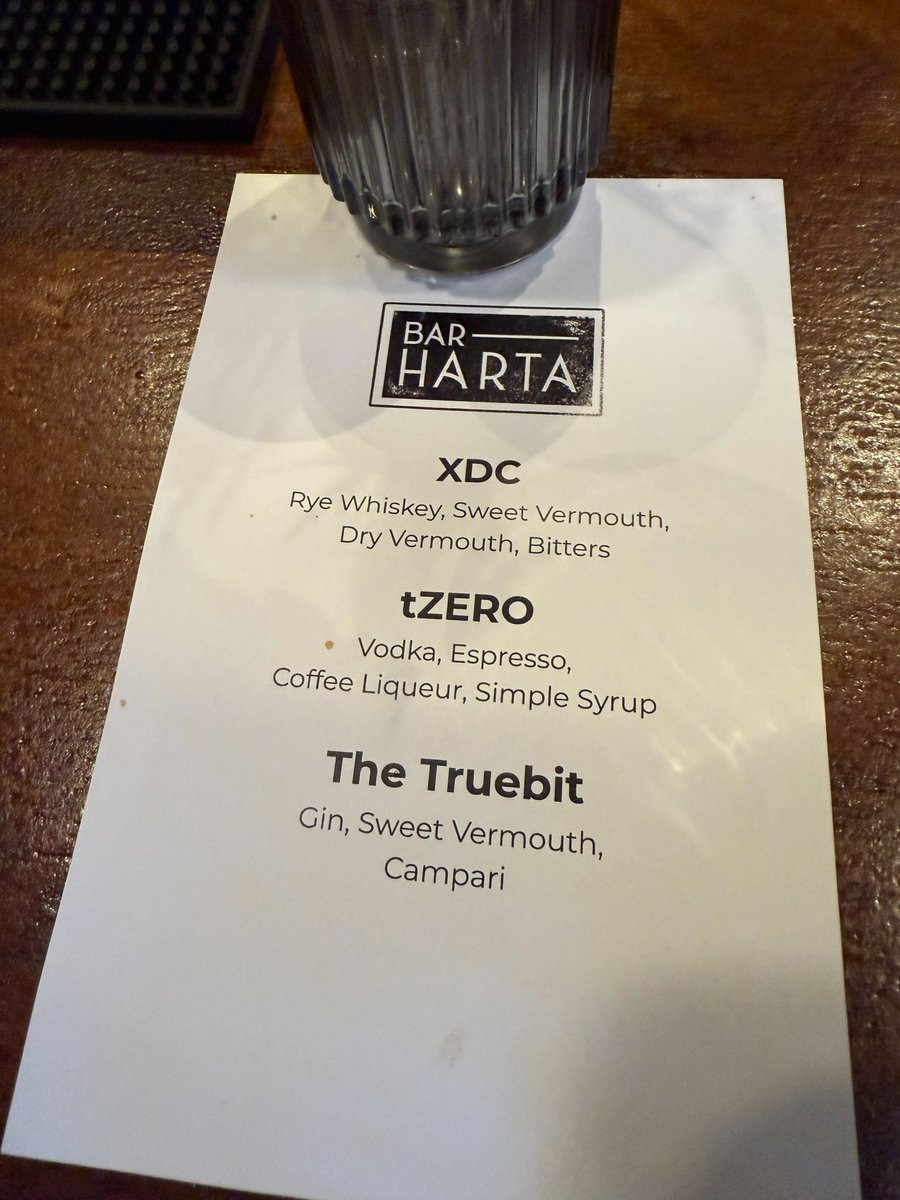 BAR
HARTA
XDC
Rye Whiskey, Sweet Vermouth,
Dry Vermouth, Bitters
tZERO
Vodka, Espresso,
Coffee Liqueur, Simple Syrup
The Truebit
Gin, Sweet Vermouth,
Campari